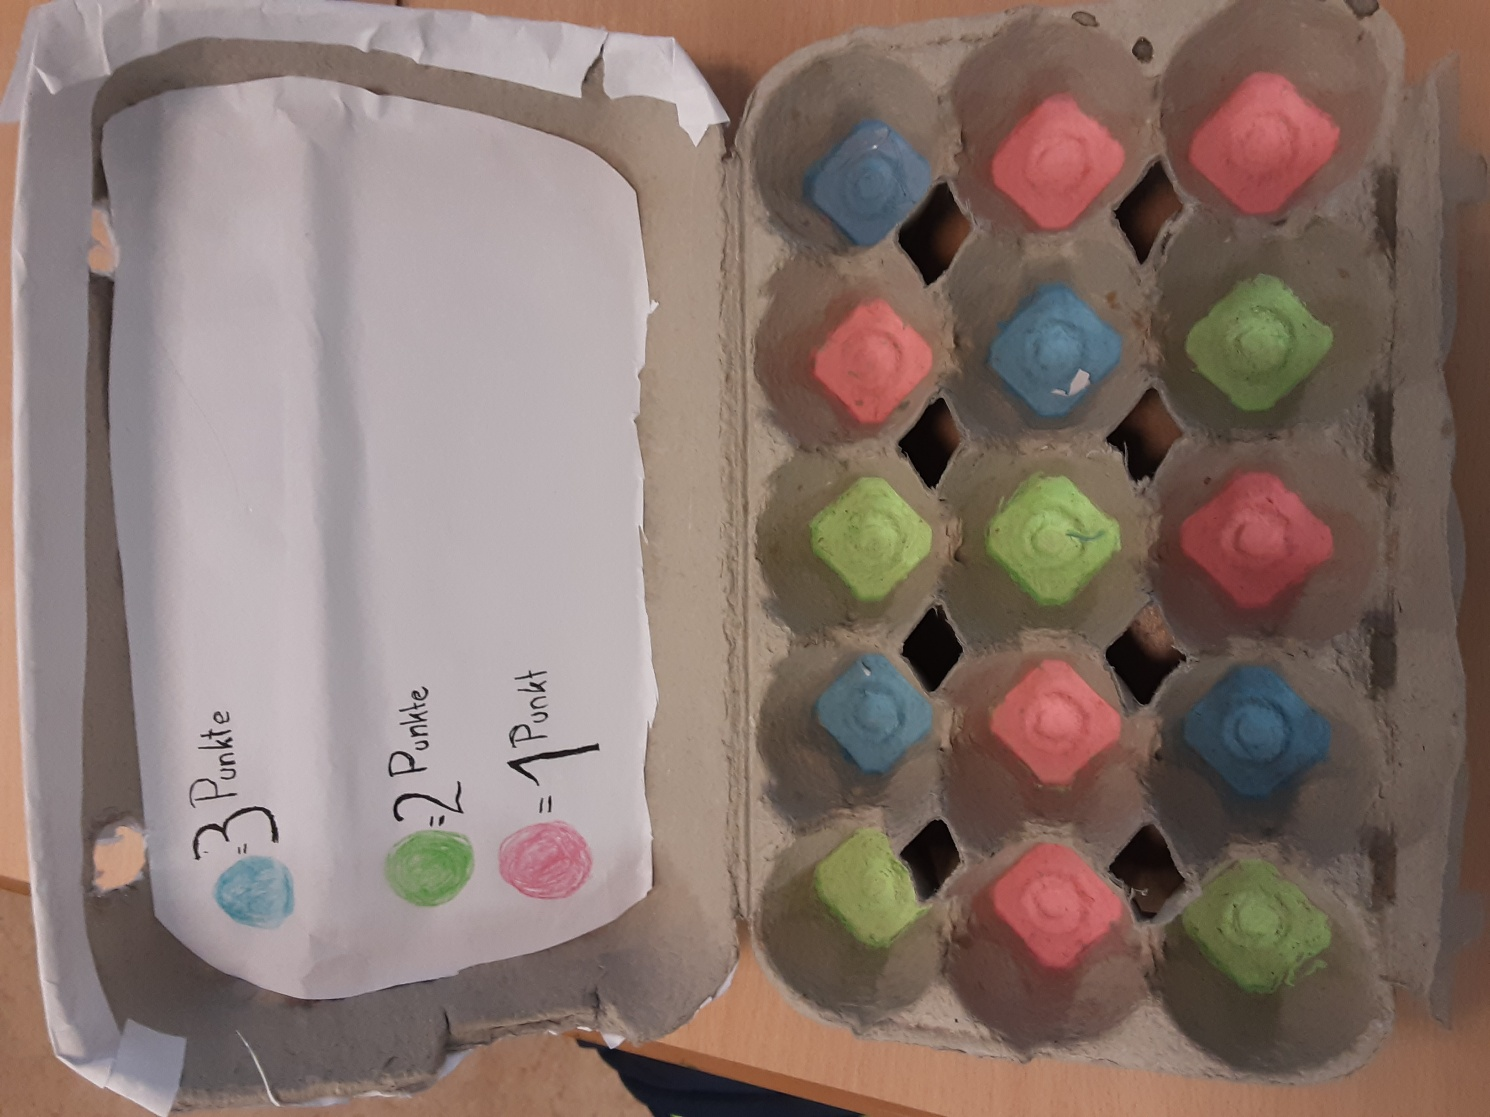 = 3 Punkte
= 2 Punkte
= 1 Punkt